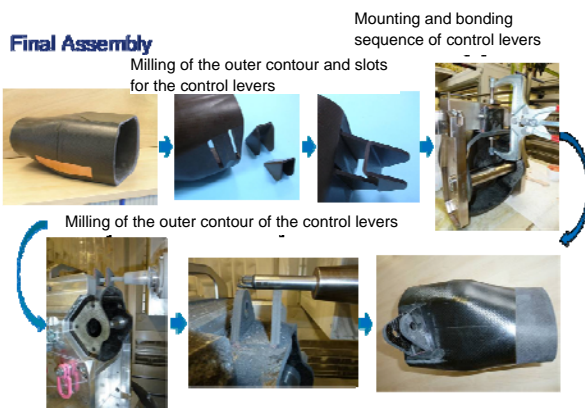 Final Assembly
Mounting and bonding
sequence of control levers
Milling of the outer contour and slots
for the control levers
Milling of the outer contour of the control levers